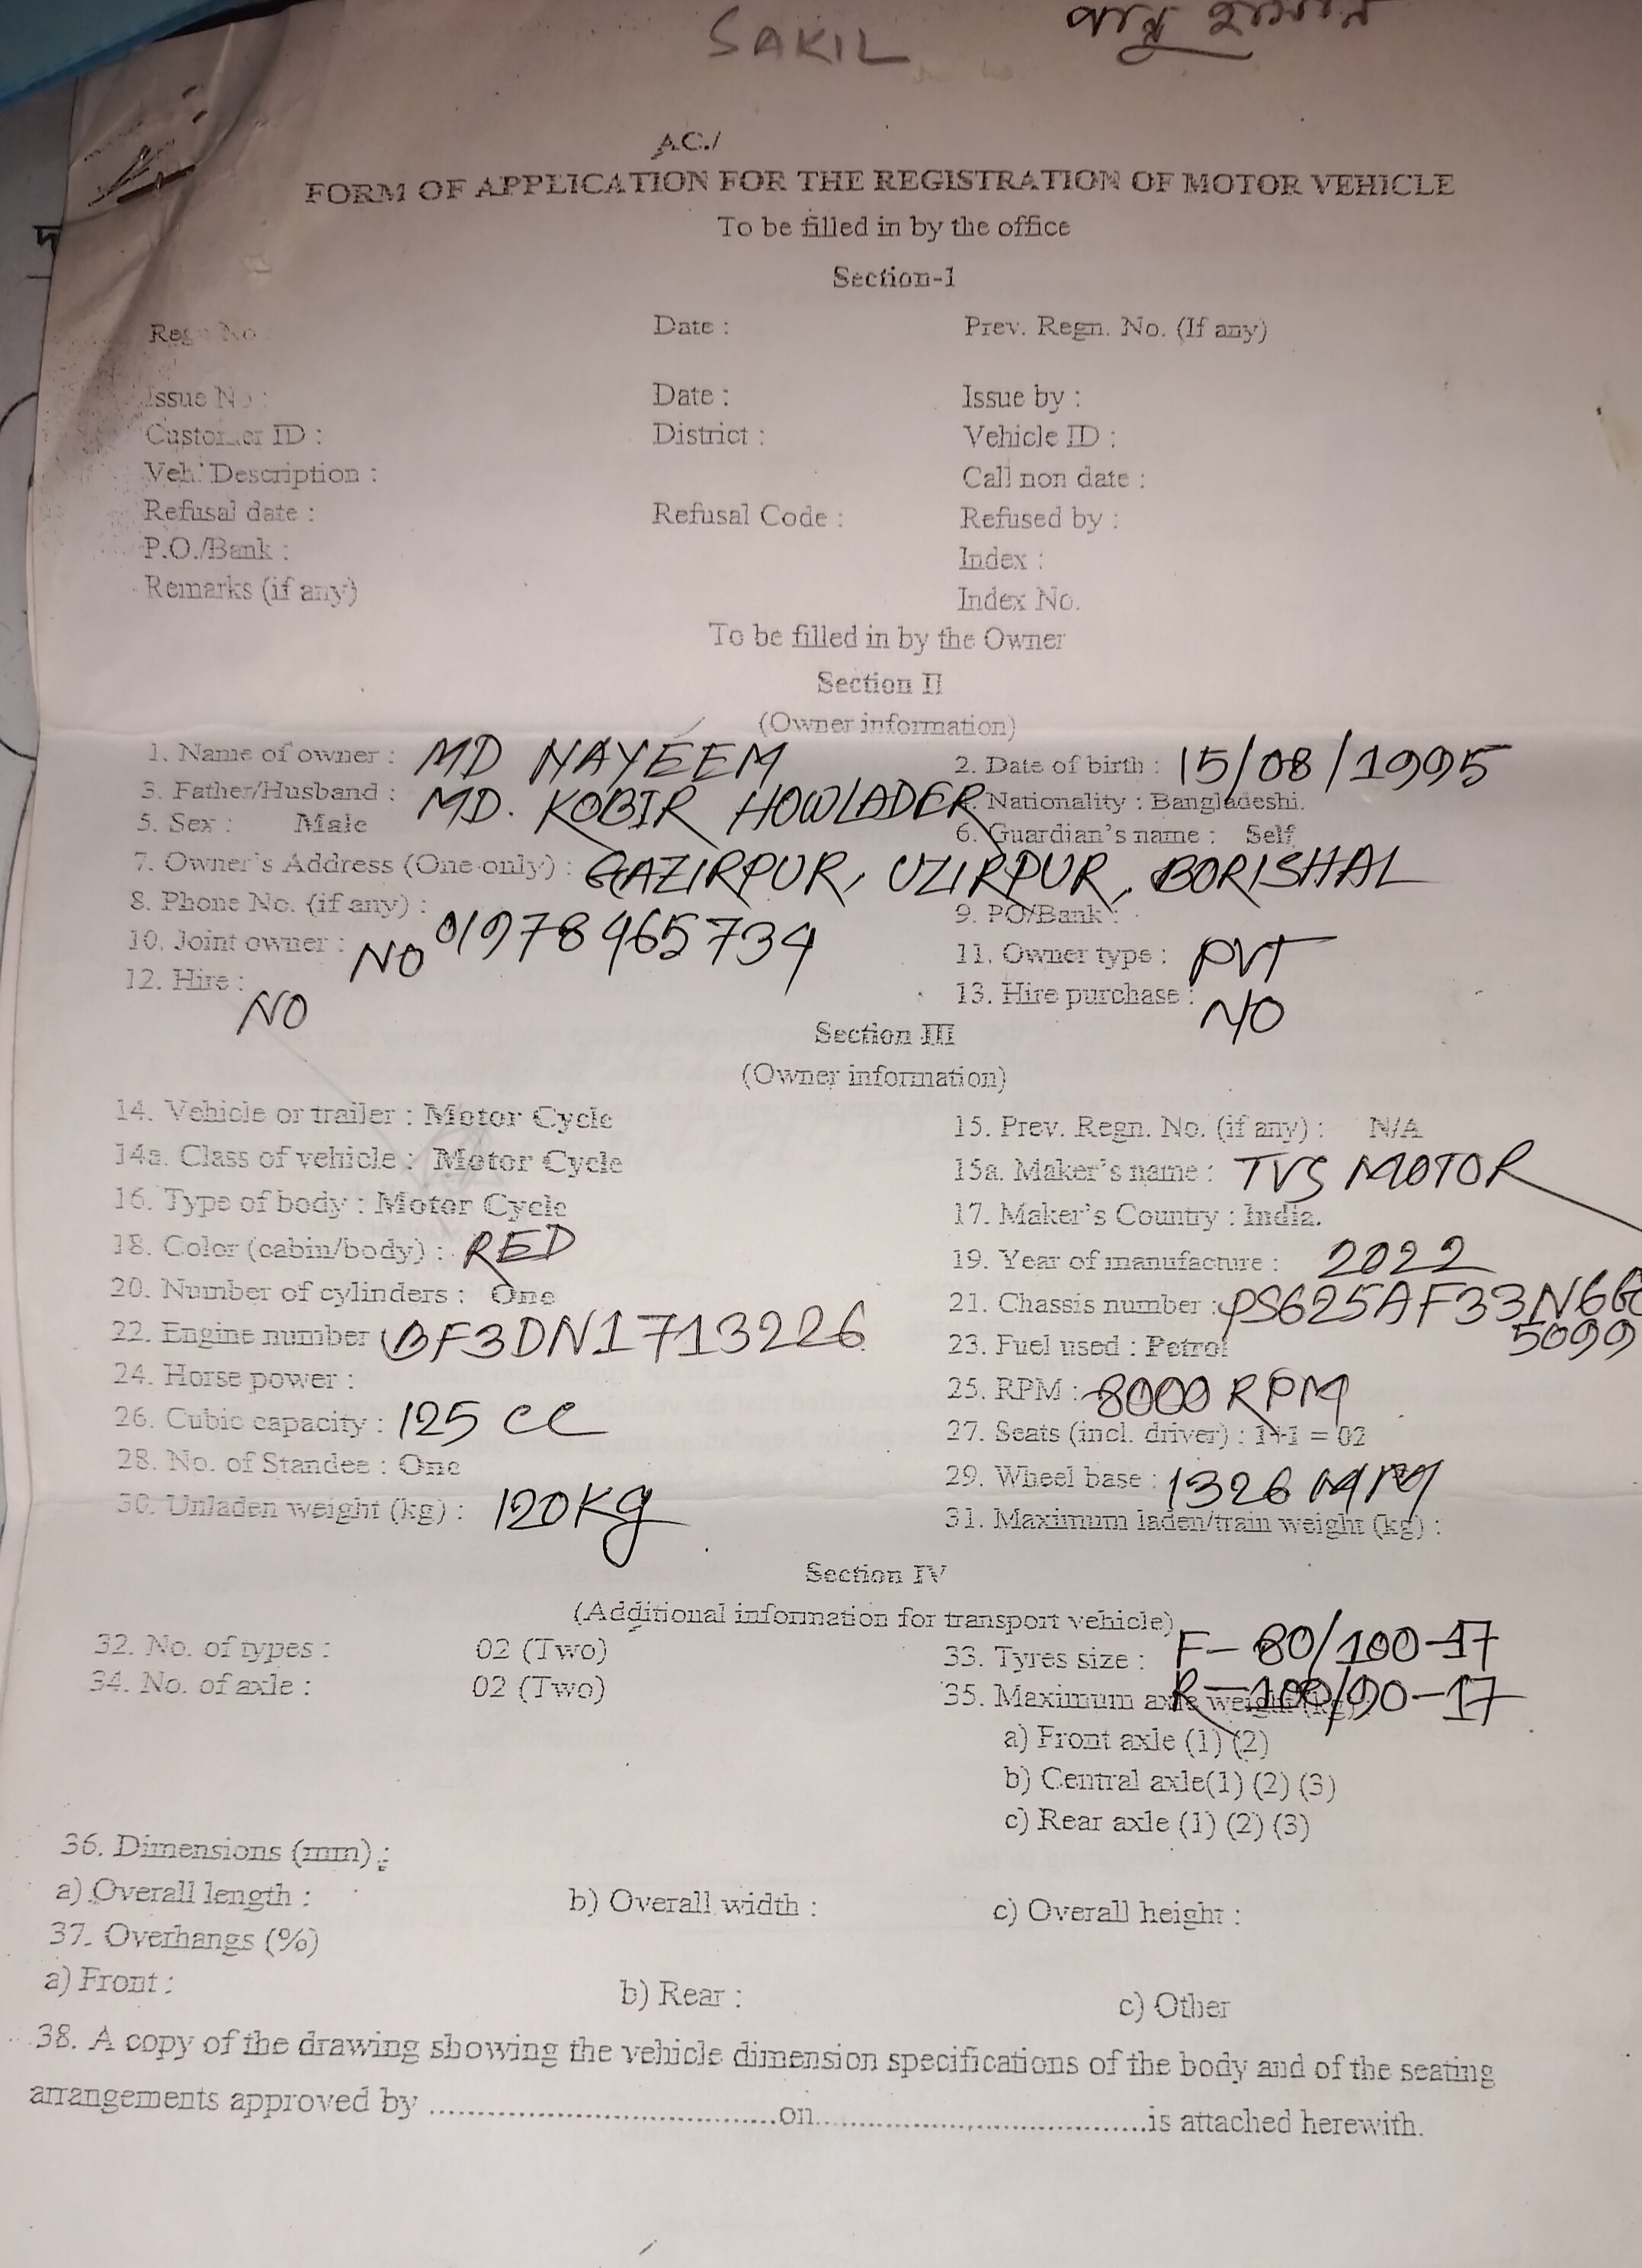 SAKIL
A.C./
FORM OF APPLICATION FOR THE REGISTRATION OF MOTOR VEHICLE
To be filled in by the office
Section-1
Date : Prev. Regn. No. (If any)
Issue No : Date : Issue by :
Customer ID : District : Vehicle ID :
Veh. Description : Call non date :
Refusal date : Refusal Code : Refused by :
P.O./Bank : Index :
Remarks (if any) Index No.
To be filled in by the Owner
Section II
(Owner information)
1. Name of owner : MD NAYEEM 2. Date of birth : 15/08/1995
3. Father/Husband : MD. KOBIR HOWLADER 4. Nationality : Bangladeshi.
5. Sex : Male 6. Guardian's name : Self
7. Owner's Address (One only) : GAZIRPUR, UZIRPUR, BORISHAL
8. Phone No. (if any) : 01978465734 9. PO/Bank :
10. Joint owner : NO 11. Owner type : PVT
12. Hire : NO 13. Hire purchase : NO
Section III
(Owner information)
14. Vehicle or trailer : Motor Cycle 15. Prev. Regn. No. (if any) : N/A
14a. Class of vehicle : Motor Cycle 15a. Maker's name : TVS MOTOR
16. Type of body : Motor Cycle 17. Maker's Country : India.
18. Color (cabin/body) : RED 19. Year of manufacture : 2022
20. Number of cylinders : One 21. Chassis number : PS625AF33N6G
5099
22. Engine number BF3DN1713226 23. Fuel used : Petrol
24. Horse power : 25. RPM : 8000 RPM
26. Cubic capacity : 125 CC 27. Seats (incl. driver) : 1+1 = 02
28. No. of Standee : One 29. Wheel base : 1326 MM
30. Unladen weight (kg) : 120KG 31. Maximum laden/train weight (kg) :
Section IV
(Additional information for transport vehicle)
32. No. of types : 02 (Two) 33. Tyres size : F- 80/100-17
R-100/90-17
34. No. of axle : 02 (Two) 35. Maximum axle weight (kg) :
a) Front axle (1) (2)
b) Central axle(1) (2) (3)
c) Rear axle (1) (2) (3)
36. Dimensions (mm) :
a) Overall length : b) Overall width : c) Overall height :
37. Overhangs (%)
a) Front : b) Rear : c) Other
38. A copy of the drawing showing the vehicle dimension specifications of the body and of the seating
arrangements approved by ....................................on....................................is attached herewith.